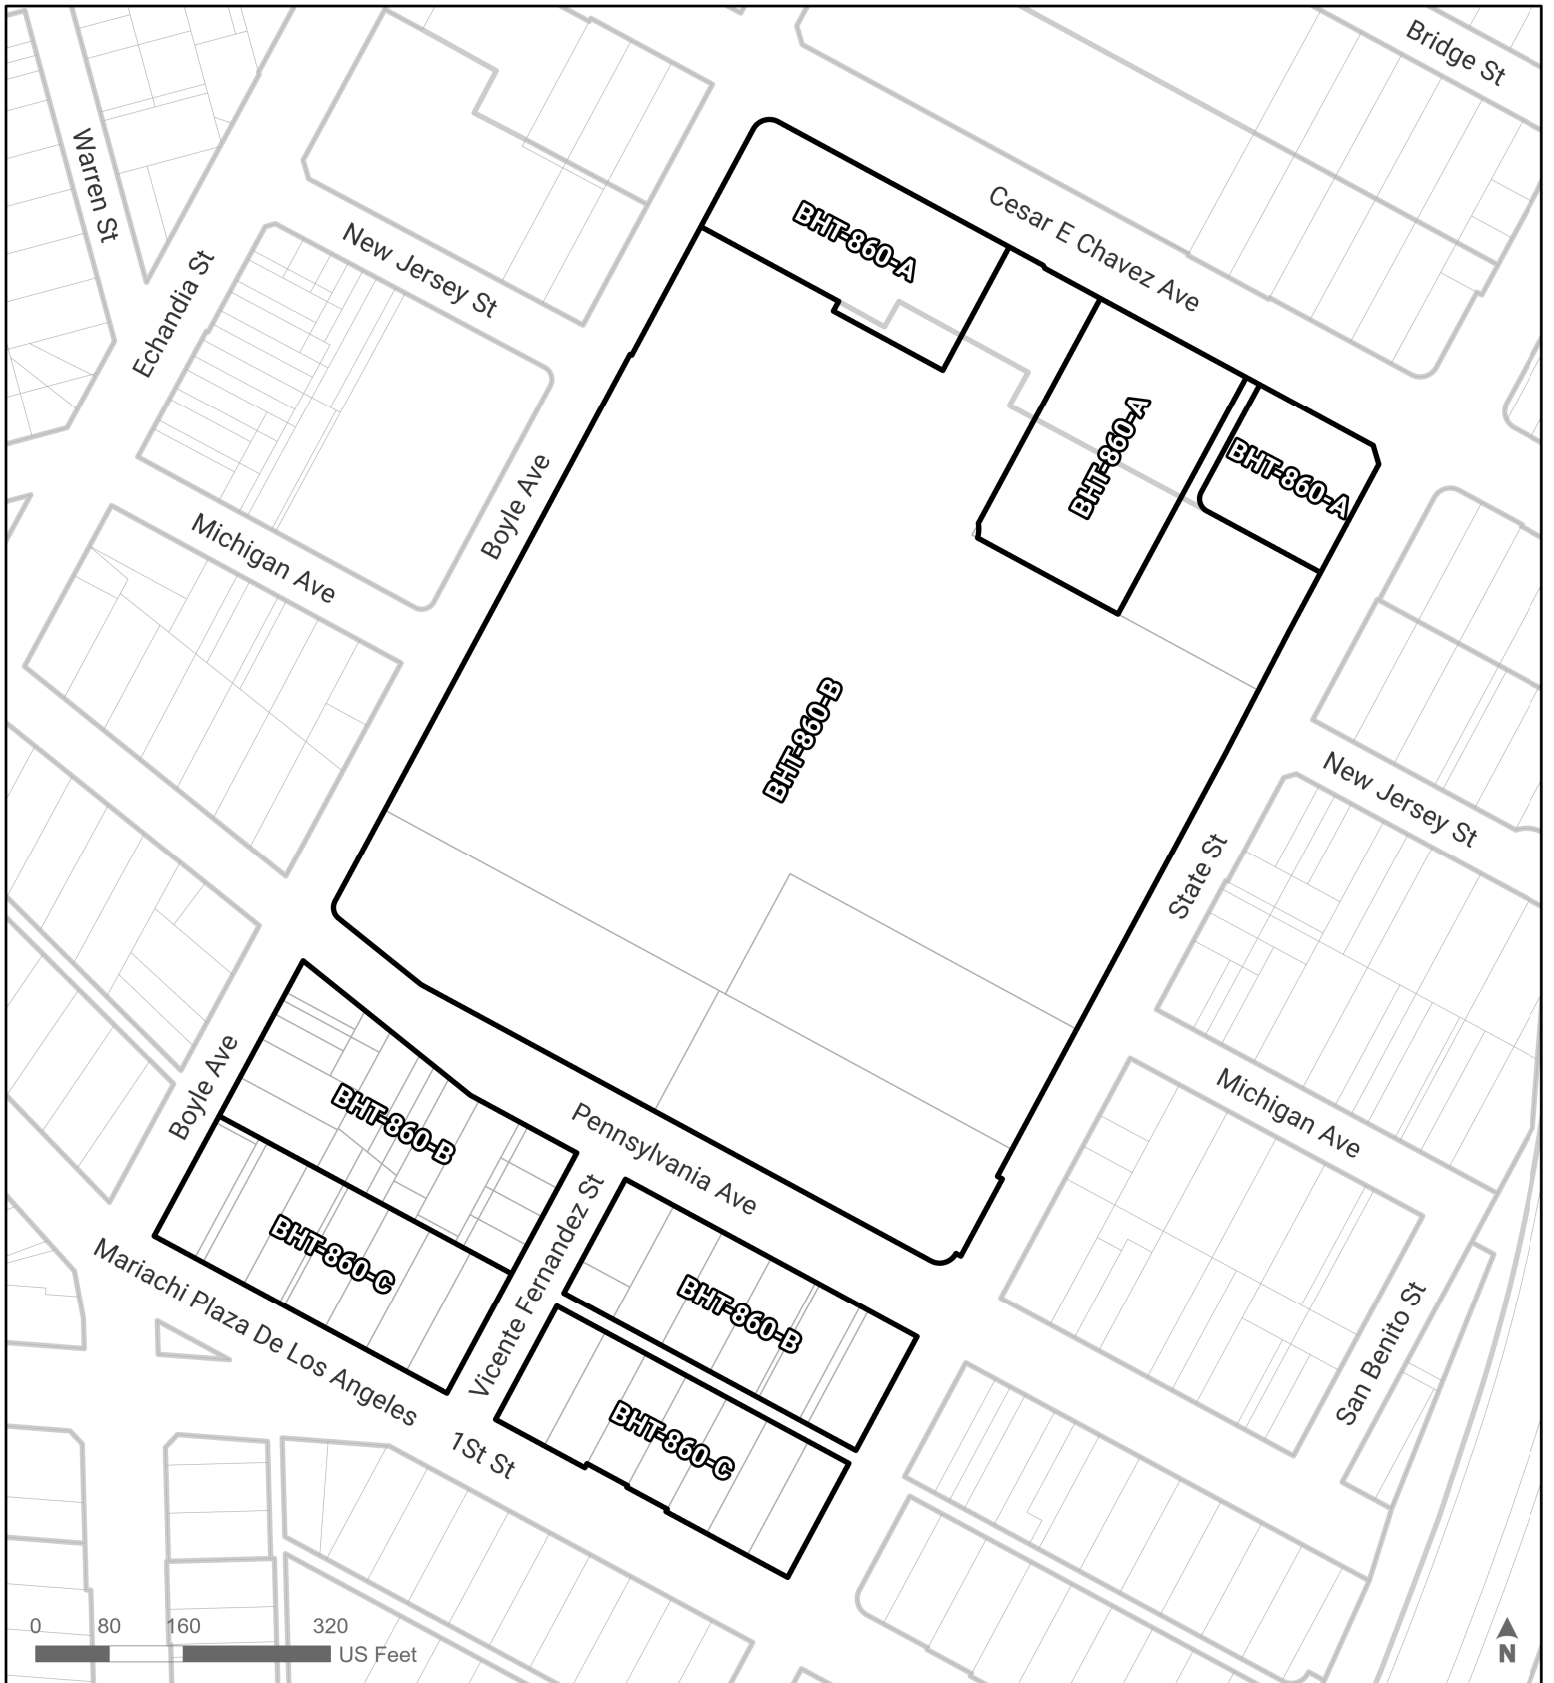 Bridge St
Warren St
Cesar E Chavez Ave
BHT-860-A
New Jersey St
Echandia St
BHT-860-A
BHT-860-A
Boyle Ave
Michigan Ave
BHT-860-B
New Jersey St
State St
Boyle Ave
BHT-860-B
Pennsylvania Ave
Michigan Ave
BHT-860-C
Vicente Fernandez St
BHT-860-B
Mariachi Plaza De Los Angeles
San Benito St
BHT-860-C
1St St
0 80 160 320
US Feet
N